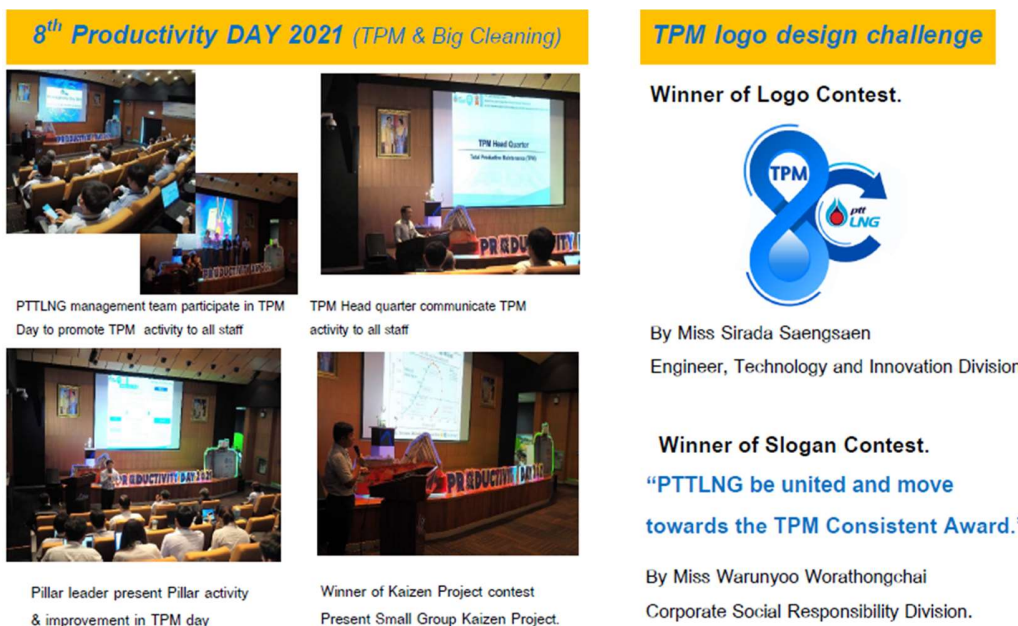 8th Productivity DAY 2021 (TPM & Big Cleaning)
TPM Head Quarter
Total Productive Maintenance (TPM)
PRODUCTIVITY
PTTLNG management team participate in TPM
Day to promote TPM activity to all staff
TPM Head quarter communicate TPM
activity to all staff
PRODUCTIVITY DAY 2021
PRODUCTIVITY DAY
Pillar leader present Pillar activity
& improvement in TPM day
Winner of Kaizen Project contest
Present Small Group Kaizen Project.
TPM logo design challenge
Winner of Logo Contest.
TPM
ptt
LNG
By Miss Sirada Saengsaen
Engineer, Technology and Innovation Division
Winner of Slogan Contest.
“PTTLNG be united and move
towards the TPM Consistent Award.”
By Miss Warunyoo Worathongchai
Corporate Social Responsibility Division.